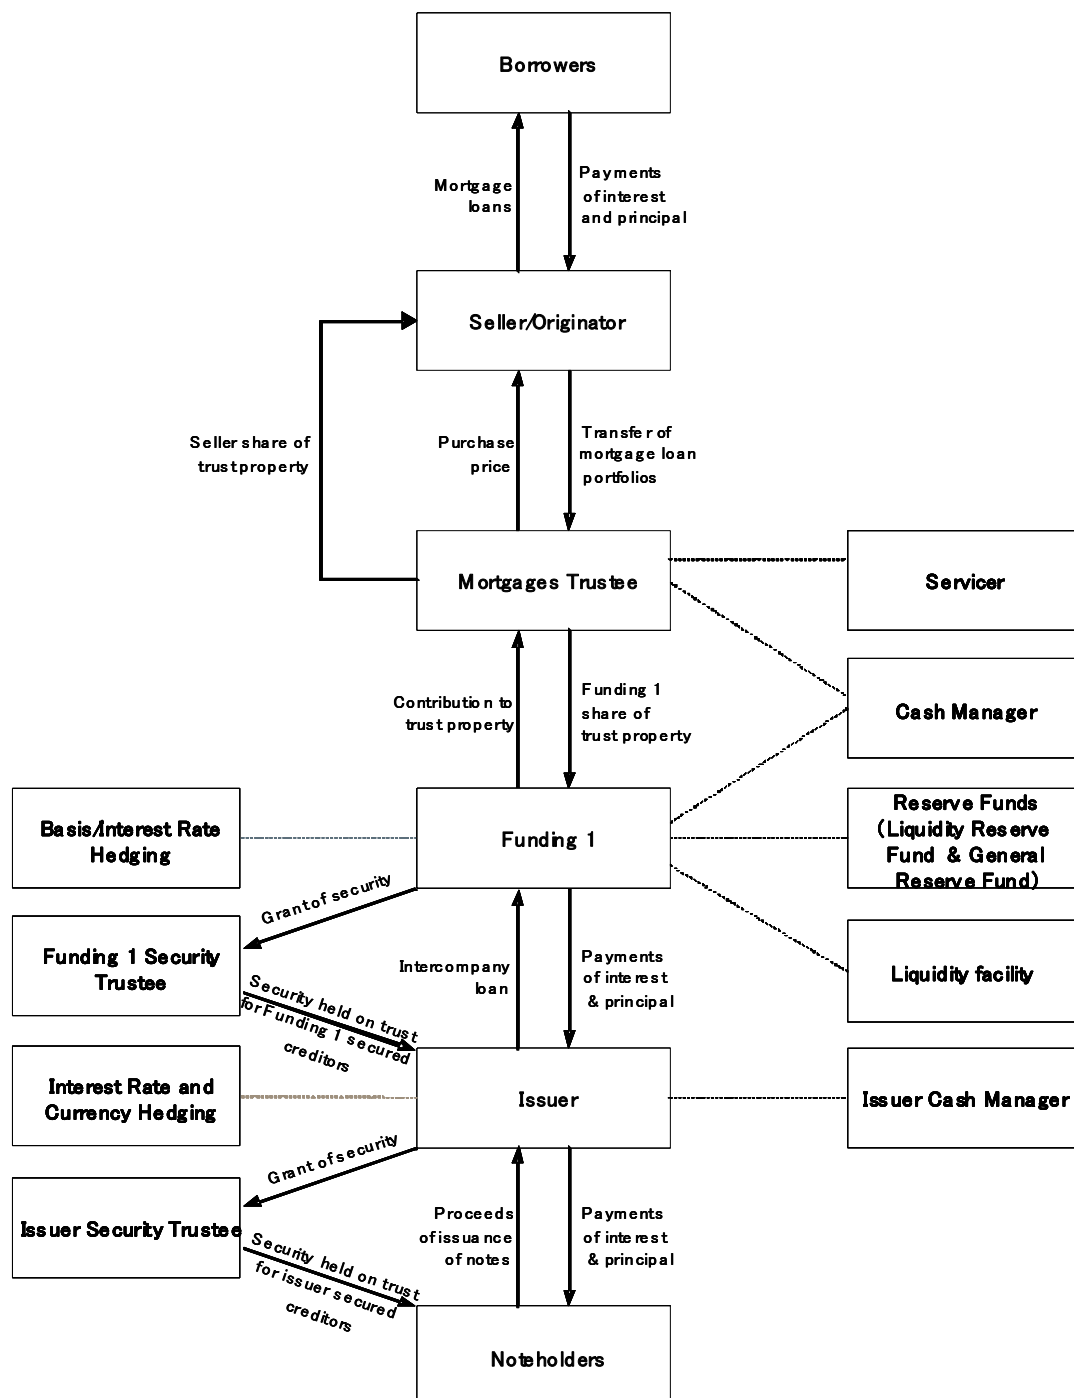 Borrowers
Mortgage
loans
Payments
of interest
and principal
Seller/Originator
Seller share of
trust property
Purchase
price
Transfer of
mortgage loan
portfolios
Mortgages Trustee
Servicer
Contribution to
trust property
Funding 1
share of
trust property
Cash Manager
Basis/Interest Rate
Hedging
Funding 1
Reserve Funds
(Liquidity Reserve
Fund & General
Reserve Fund)
Grant of security
Funding 1 Security
Trustee
Intercompany
loan
Payments
of interest
& principal
Liquidity facility
Security held on trust
for Funding 1 secured
creditors
Interest Rate and
Currency Hedging
Issuer
Issuer Cash Manager
Grant of security
Issuer Security Trustee
Proceeds
of issuance
of notes
Payments
of interest
& principal
Security held on trust
for issuer secured
creditors
Noteholders